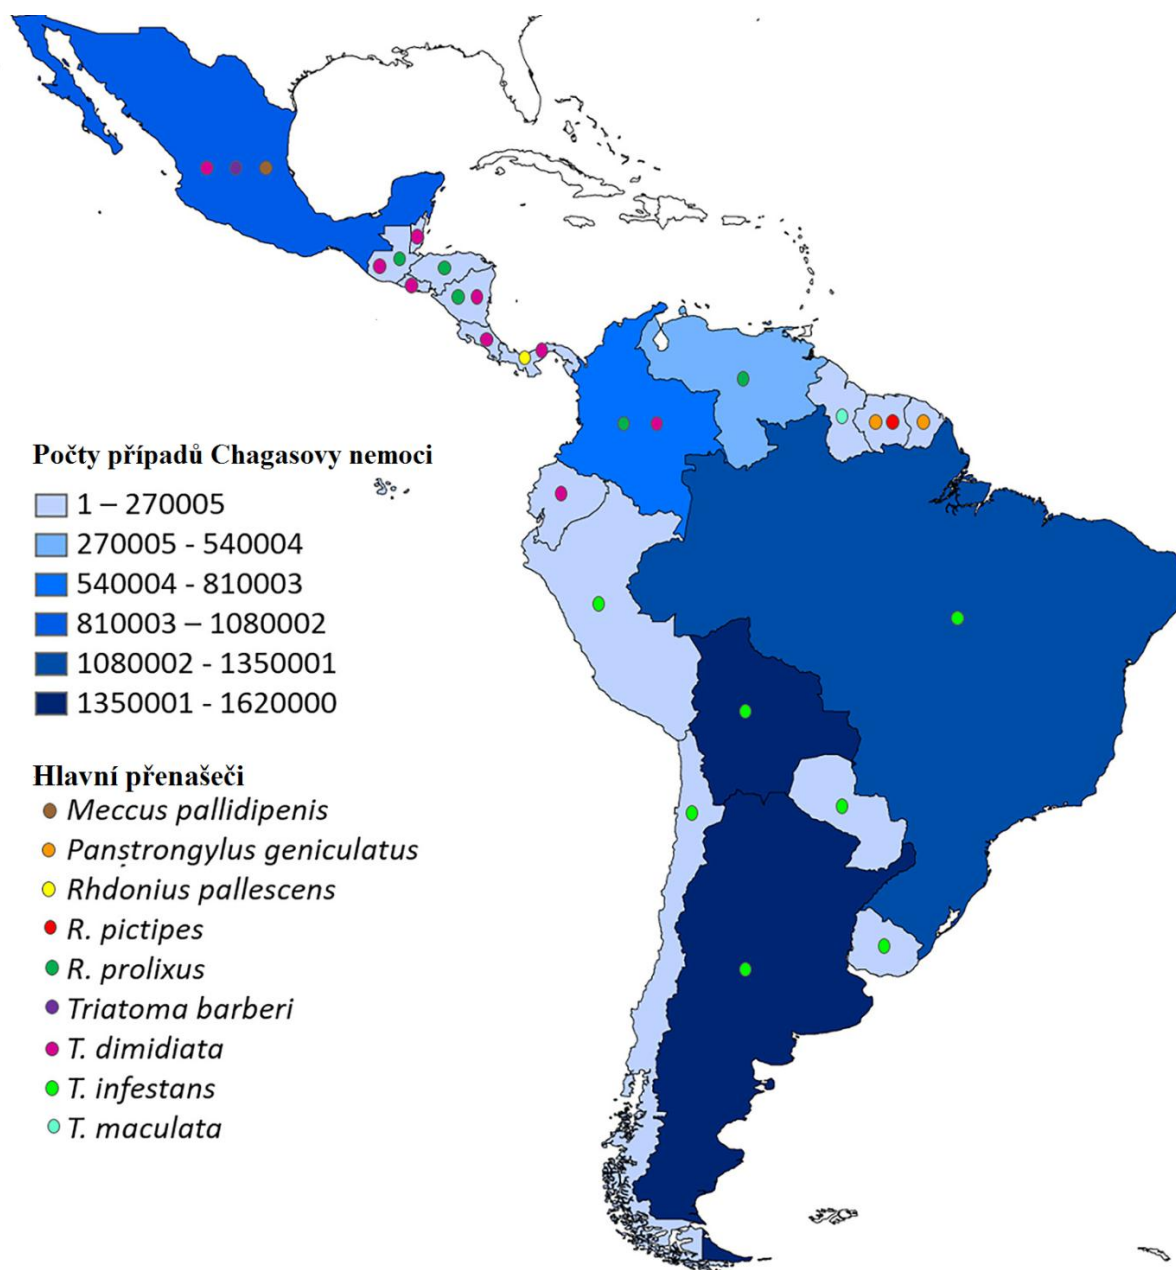 Počty případů Chagasovy nemoci
1 – 270005
270005 - 540004
540004 - 810003
810003 – 1080002
1080002 - 1350001
1350001 - 1620000
Hlavní přenašeči
Meccus pallidipenis
Panstrongylus geniculatus
Rhdonius pallescens
R. pictipes
R. prolixus
Triatoma barberi
T. dimidiata
T. infestans
T. maculata